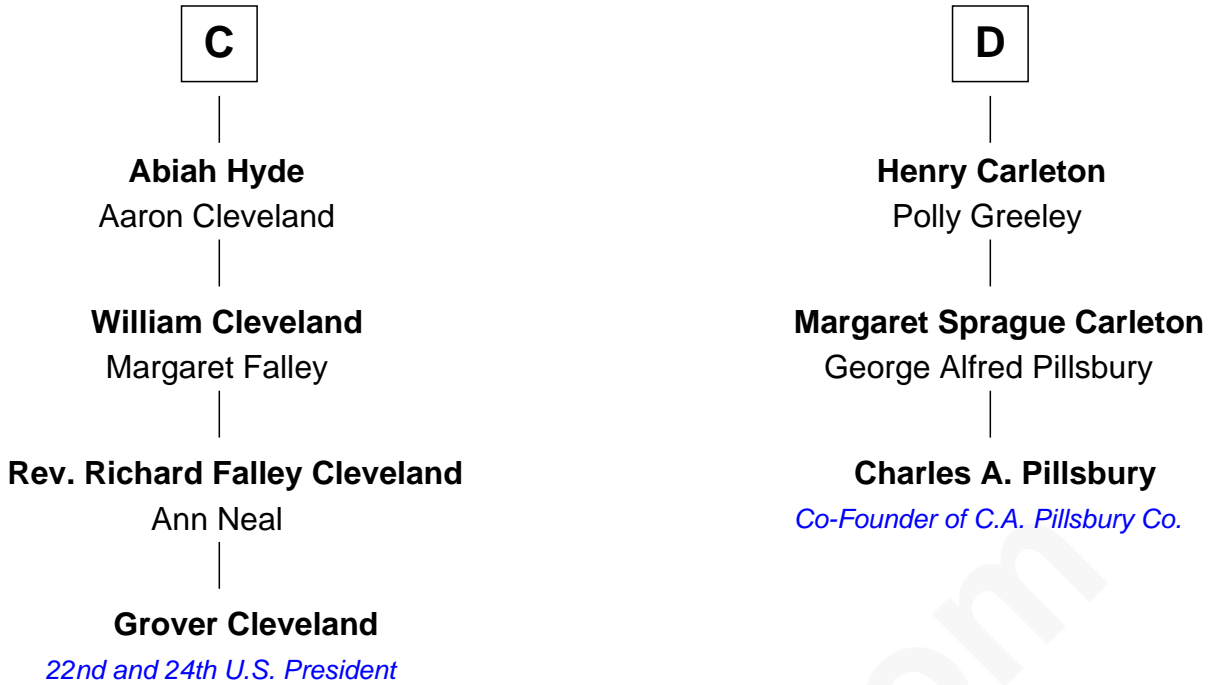 C
Abiah Hyde
Aaron Cleveland
William Cleveland
Margaret Falley
Rev. Richard Falley Cleveland
Ann Neal
Grover Cleveland
22nd and 24th U.S. President
D
Henry Carleton
Polly Greeley
Margaret Sprague Carleton
George Alfred Pillsbury
Charles A. Pillsbury
Co-Founder of C.A. Pillsbury Co.
om